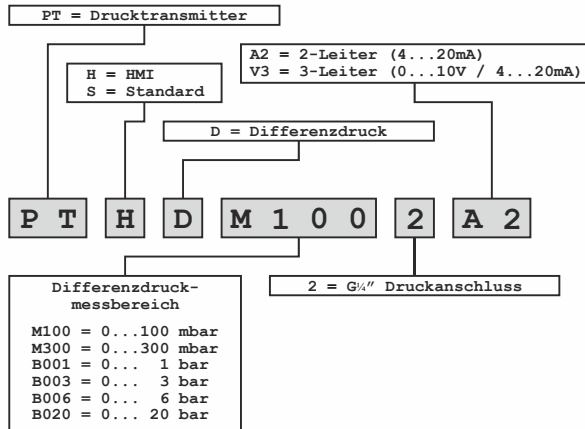 PT = Drucktransmitter
A2 = 2-Leiter (4...20mA)
V3 = 3-Leiter (0...10V / 4...20mA)
H = HMI
S = Standard
D = Differenzdruck
P T H D M 1 0 0 2 A 2
Differenzdruck-
messbereich
M100 = 0...100 mbar
M300 = 0...300 mbar
B001 = 0... 1 bar
B003 = 0... 3 bar
B006 = 0... 6 bar
B020 = 0... 20 bar
2 = G¼" Druckanschluss